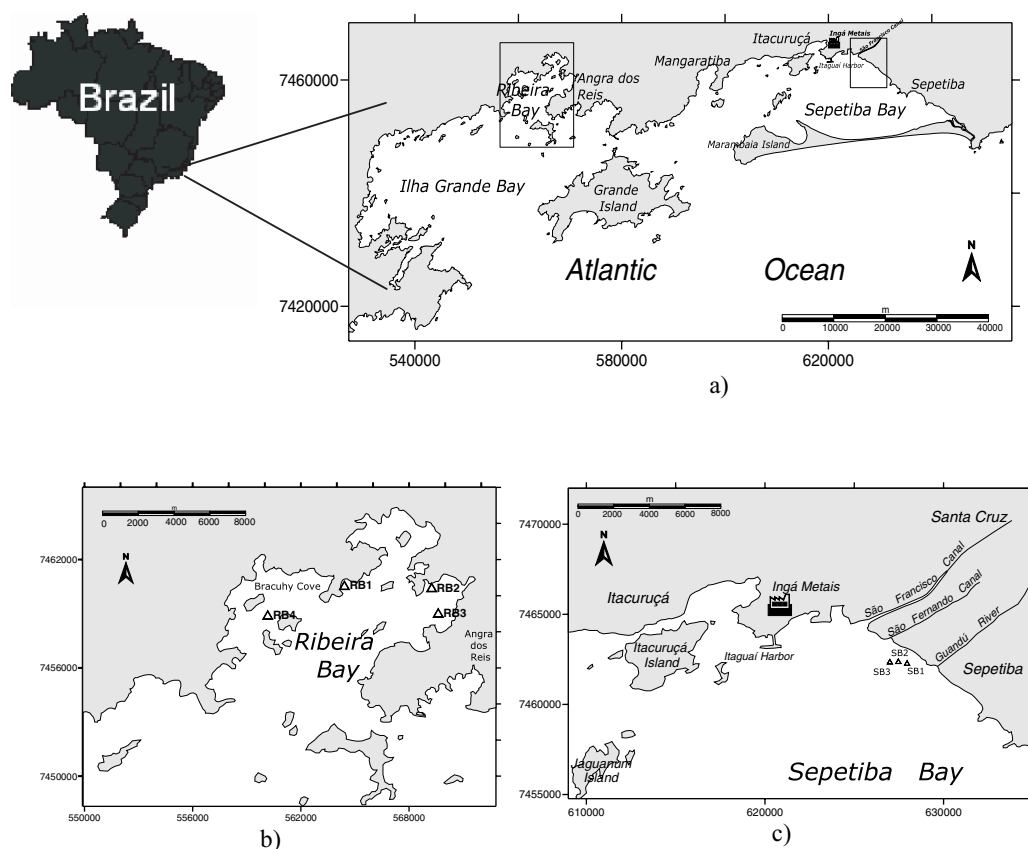 Brazil
7460000
7420000
540000
580000
620000
Ribeira
Bay
Angra dos
Reis
Mangaratiba
Itacuruçá
Ingá Metais
São Francisco Canal
Itaguaí Harbor
Sepetiba
Sepetiba Bay
Marambaia Island
Ilha Grande Bay
Grande
Island
Atlantic Ocean
N
m
0 10000 20000 30000 40000
a)
m
0 2000 4000 6000 8000
7462000
7456000
7450000
N
Bracuhy Cove
RB1
RB2
RB3
RB4
Ribeira
Bay
Angra
dos
Reis
550000
556000
562000
568000
b)
m
0 2000 4000 6000 8000
7470000
7465000
7460000
7455000
N
Santa Cruz
Ingá Metais
São Francisco Canal
São Fernando Canal
Guandú River
Itacuruçá
Itacuruçá
Island
Itaguaí Harbor
SB2
SB3
SB1
Sepetiba
Jaguanum
Island
Sepetiba Bay
610000
620000
630000
c)